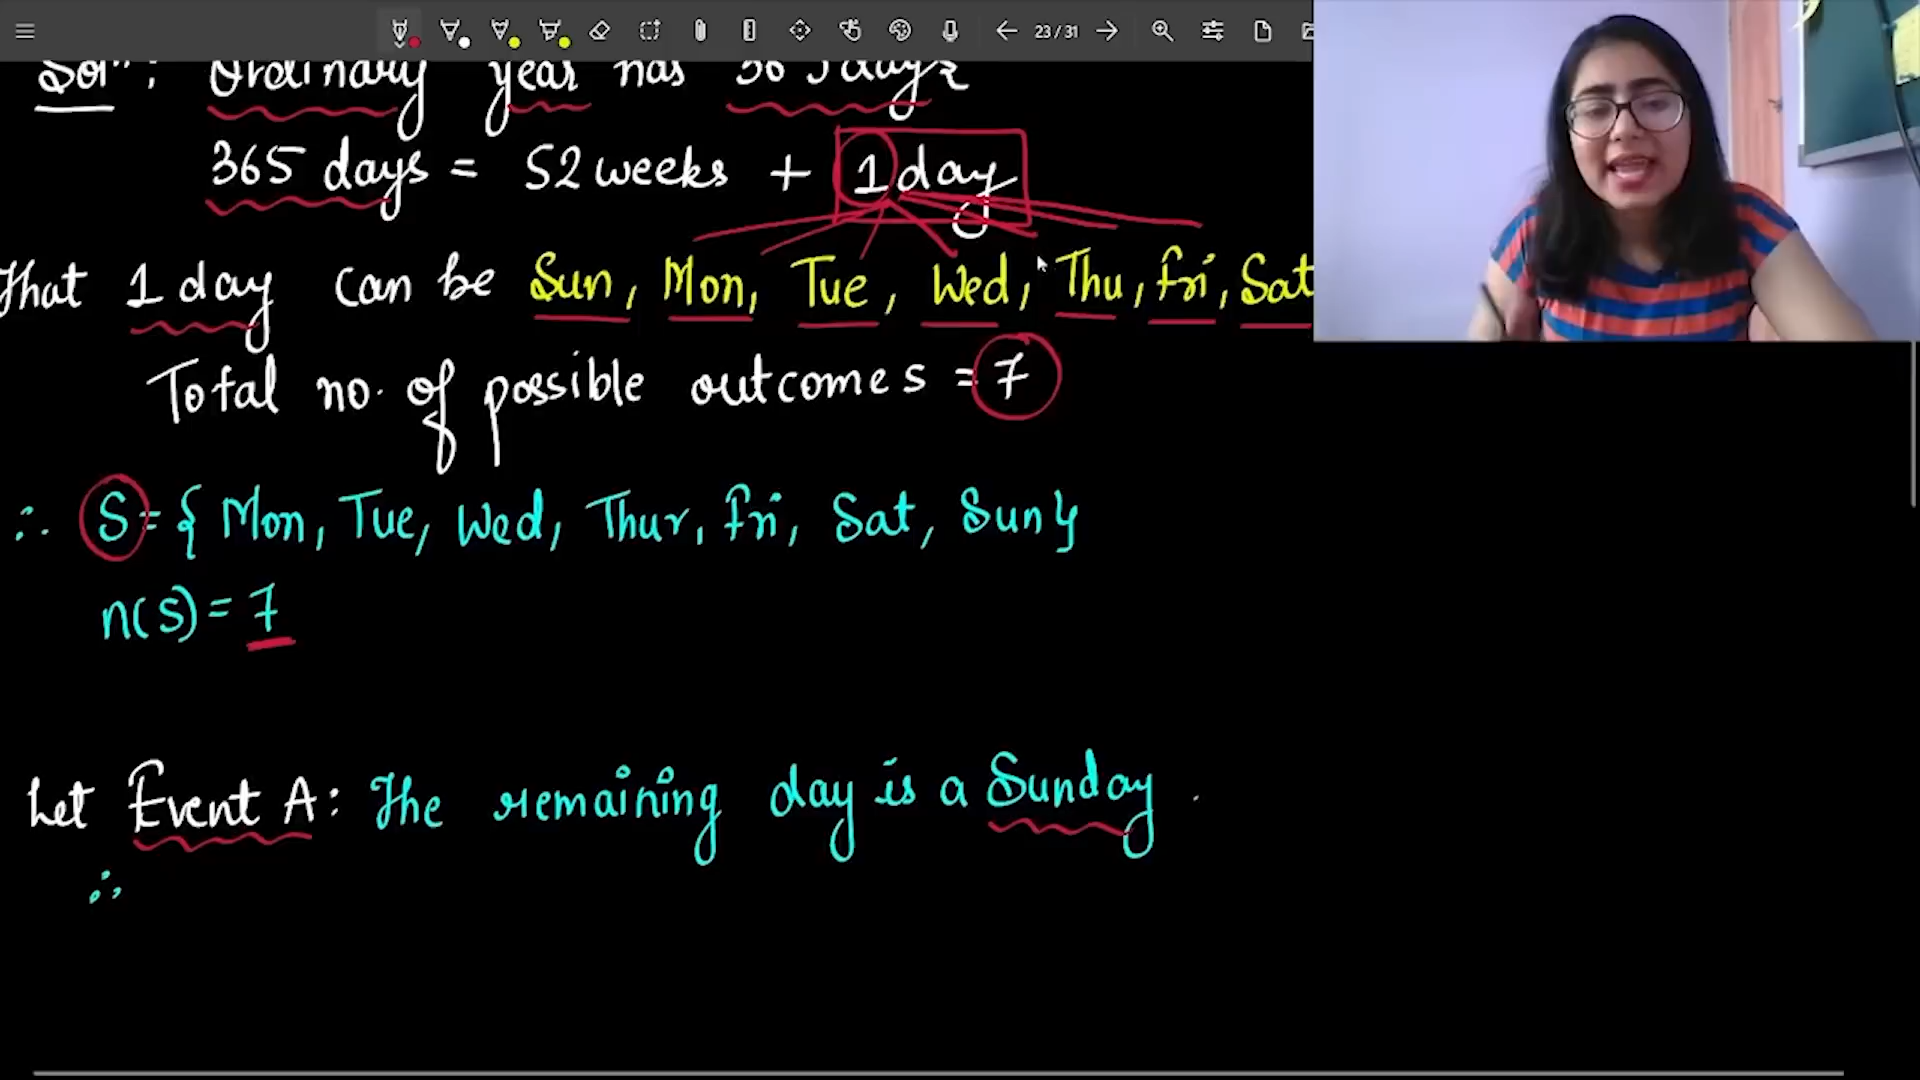 23/31
Solⁿ: Ordinary year has 365 days
365 days = 52 weeks + 1 day
That 1 day can be Sun, Mon, Tue, Wed, Thu, Fri, Sat
Total no. of possible outcomes = 7
∴ S = { Mon, Tue, Wed, Thur, Fri, Sat, Sun}
n(S) = 7
Let Event A: The remaining day is a Sunday.
∴